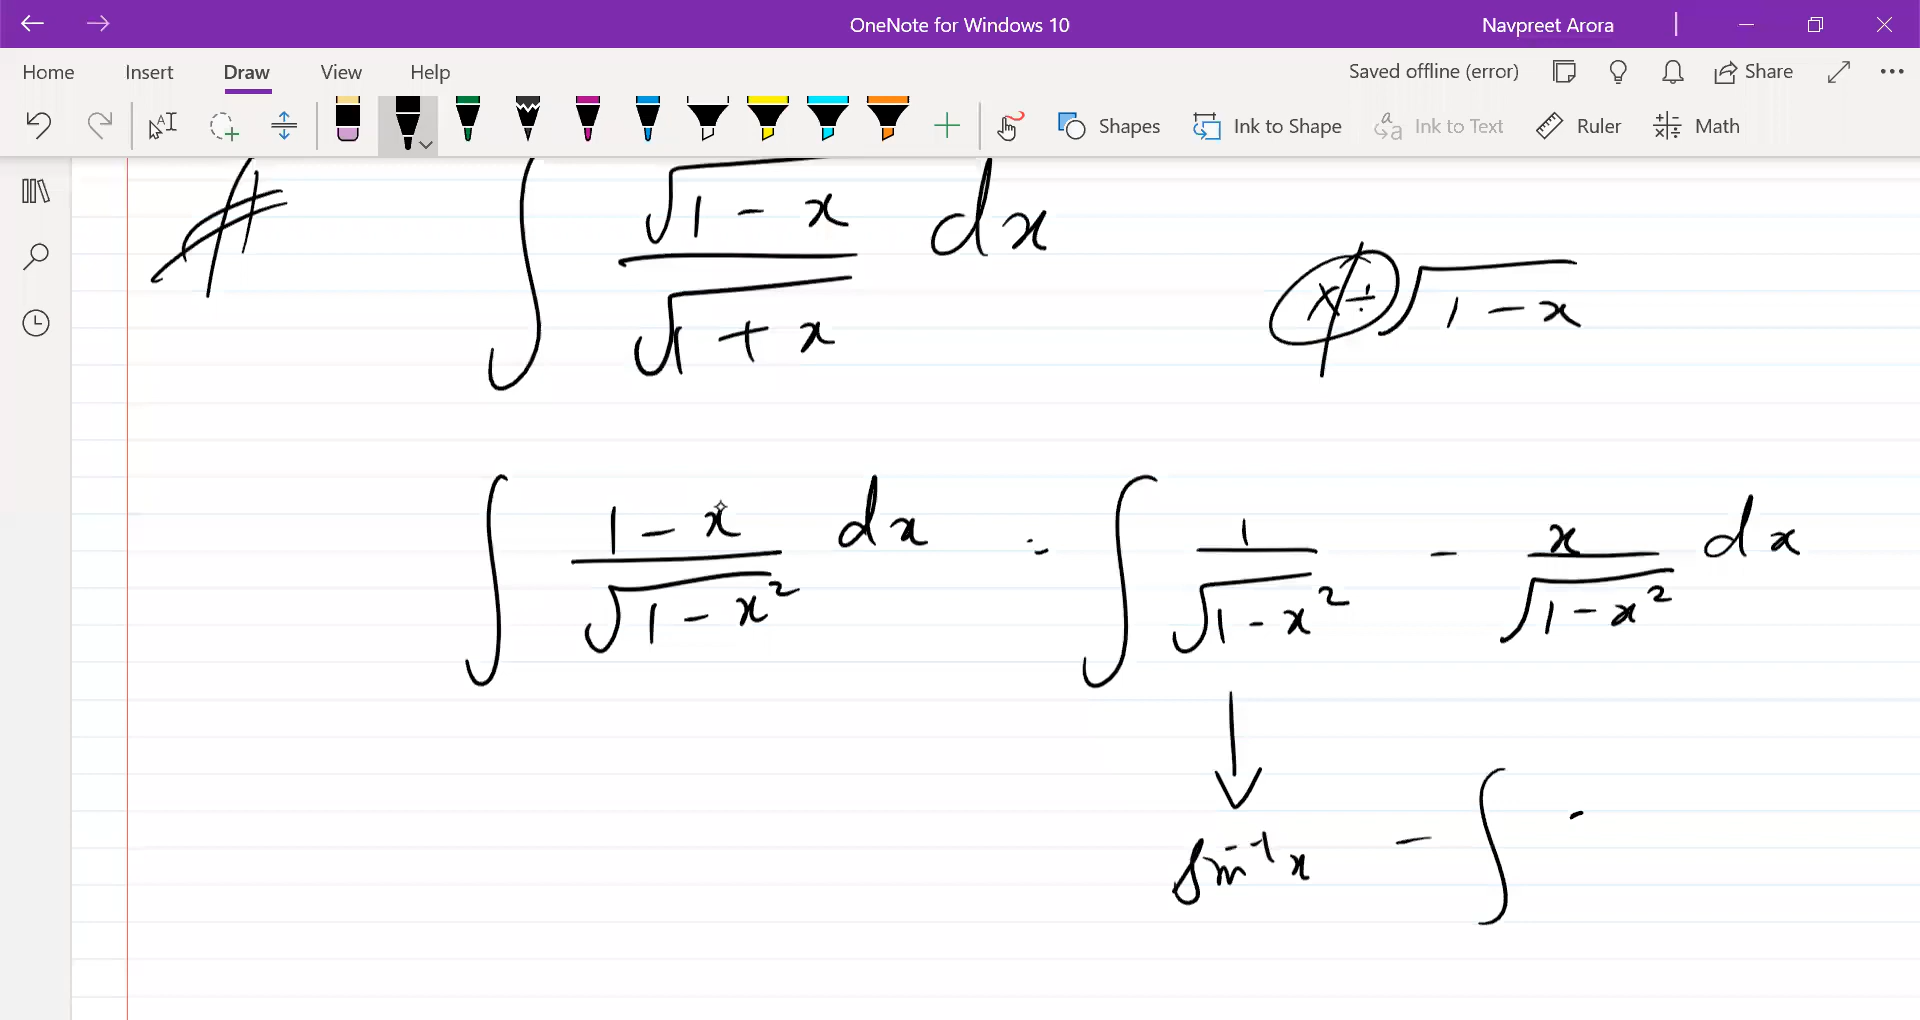 OneNote for Windows 10
Navpreet Arora
Home Insert Draw View Help
Saved offline (error) Share
Shapes Ink to Shape Ink to Text Ruler Math
# ∫ √(1 - x) / √(1 + x) dx
×÷ √(1 - x)
∫ (1 - x) / √(1 - x²) dx = ∫ 1 / √(1 - x²) - x / √(1 - x²) dx
↓
sin⁻¹ x - ∫ -